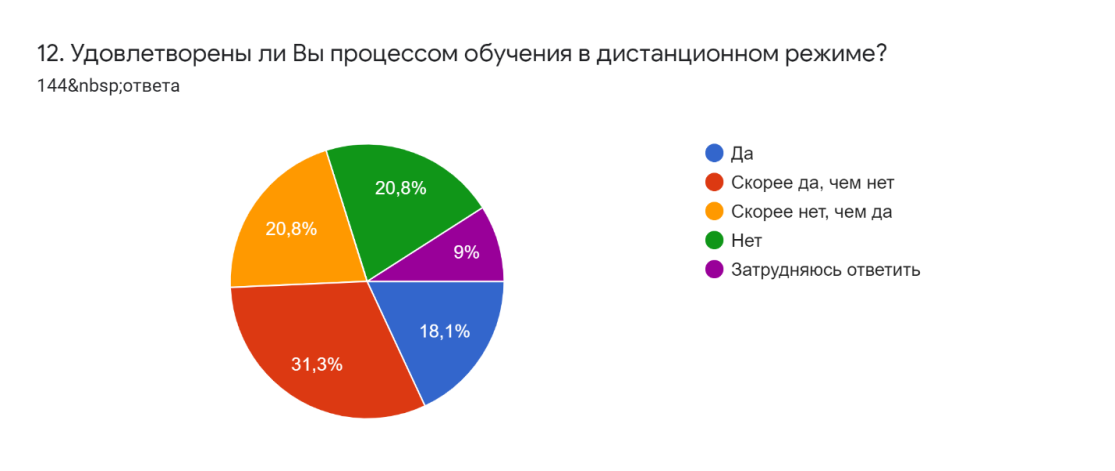 12. Удовлетворены ли Вы процессом обучения в дистанционном режиме?
144&nbsp;ответа
Да
Скорее да, чем нет
Скорее нет, чем да
Нет
Затрудняюсь ответить
20,8%
20,8%
9%
18,1%
31,3%